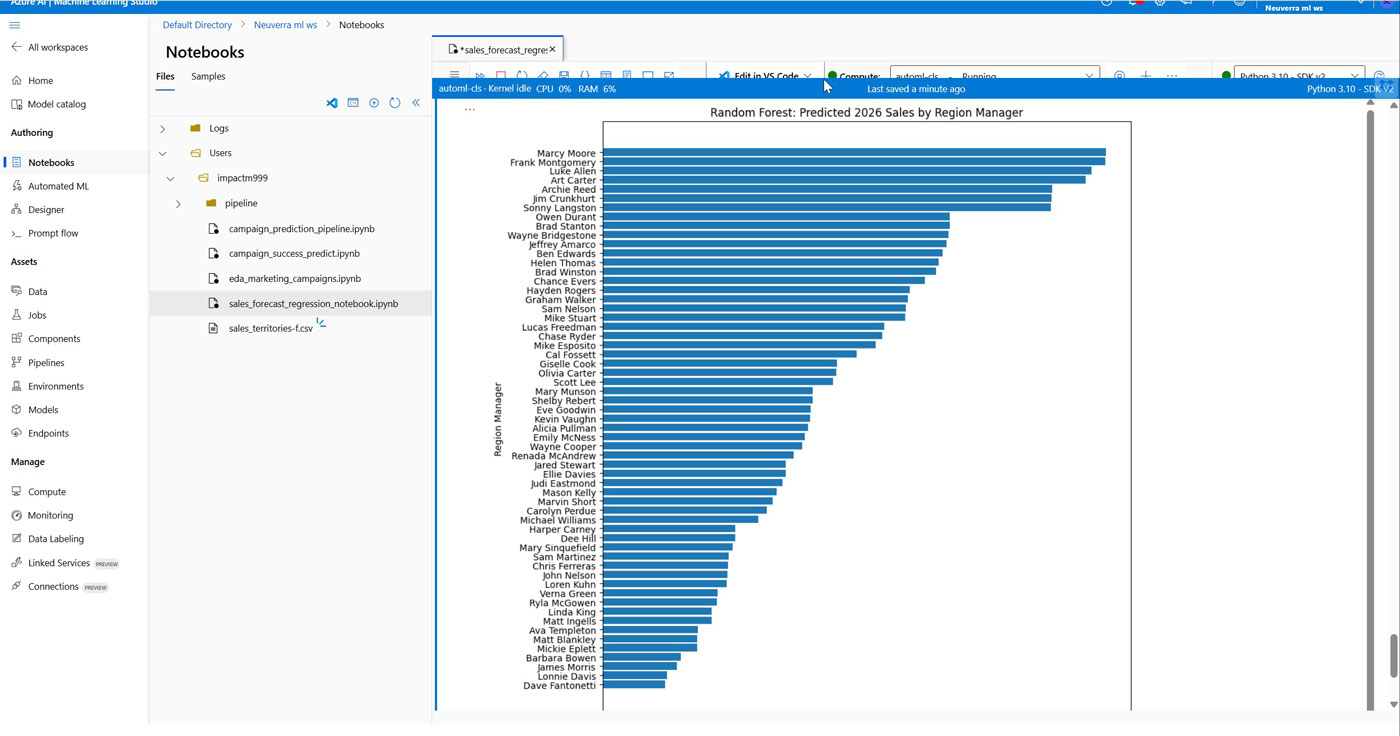 Azure AI | Machine Learning Studio
Neuverra ml ws
Default Directory
Neuverra ml ws
Notebooks
All workspaces
Home
Model catalog
Authoring
Notebooks
Automated ML
Designer
Prompt flow
Assets
Data
Jobs
Components
Pipelines
Environments
Models
Endpoints
Manage
Compute
Monitoring
Data Labeling
Linked Services PREVIEW
Connections PREVIEW
Notebooks
Files Samples
Logs
Users
impactm999
pipeline
campaign_prediction_pipeline.ipynb
campaign_success_predict.ipynb
eda_marketing_campaigns.ipynb
sales_forecast_regression_notebook.ipynb
sales_territories-f.csv
*sales_forecast_regres
Edit in VS Code Compute: automl-cls - Running Python 3.10 - SDK v2
automl-cls · Kernel idle CPU 0% RAM 6% Last saved a minute ago Python 3.10 - SDK V2
Random Forest: Predicted 2026 Sales by Region Manager
Region Manager
Marcy Moore
Frank Montgomery
Luke Allen
Art Carter
Archie Reed
Jim Crunkhurt
Sonny Langston
Owen Durant
Brad Stanton
Wayne Bridgestone
Jeffrey Amarco
Ben Edwards
Helen Thomas
Brad Winston
Chance Evers
Hayden Rogers
Graham Walker
Sam Nelson
Mike Stuart
Lucas Freedman
Chase Ryder
Mike Esposito
Cal Fossett
Giselle Cook
Olivia Carter
Scott Lee
Mary Munson
Shelby Rebert
Eve Goodwin
Kevin Vaughn
Alicia Pullman
Emily McNess
Wayne Cooper
Renada McAndrew
Jared Stewart
Ellie Davies
Judi Eastmond
Mason Kelly
Marvin Short
Carolyn Perdue
Michael Williams
Harper Carney
Dee Hill
Mary Sinquefield
Sam Martinez
Chris Ferreras
John Nelson
Loren Kuhn
Verna Green
Ryla McGowen
Linda King
Matt Ingells
Ava Templeton
Matt Blankley
Mickie Eplett
Barbara Bowen
James Morris
Lonnie Davis
Dave Fantonetti